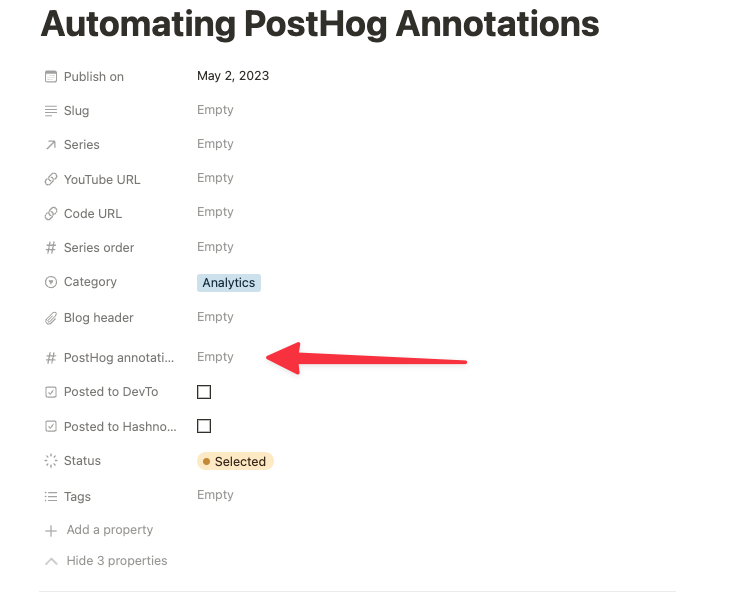 Automating PostHog Annotations
Publish on May 2, 2023
Slug Empty
Series Empty
YouTube URL Empty
Code URL Empty
Series order Empty
Category Analytics
Blog header Empty
PostHog annotati... Empty
Posted to DevTo
Posted to Hashno...
Status Selected
Tags Empty
Add a property
Hide 3 properties